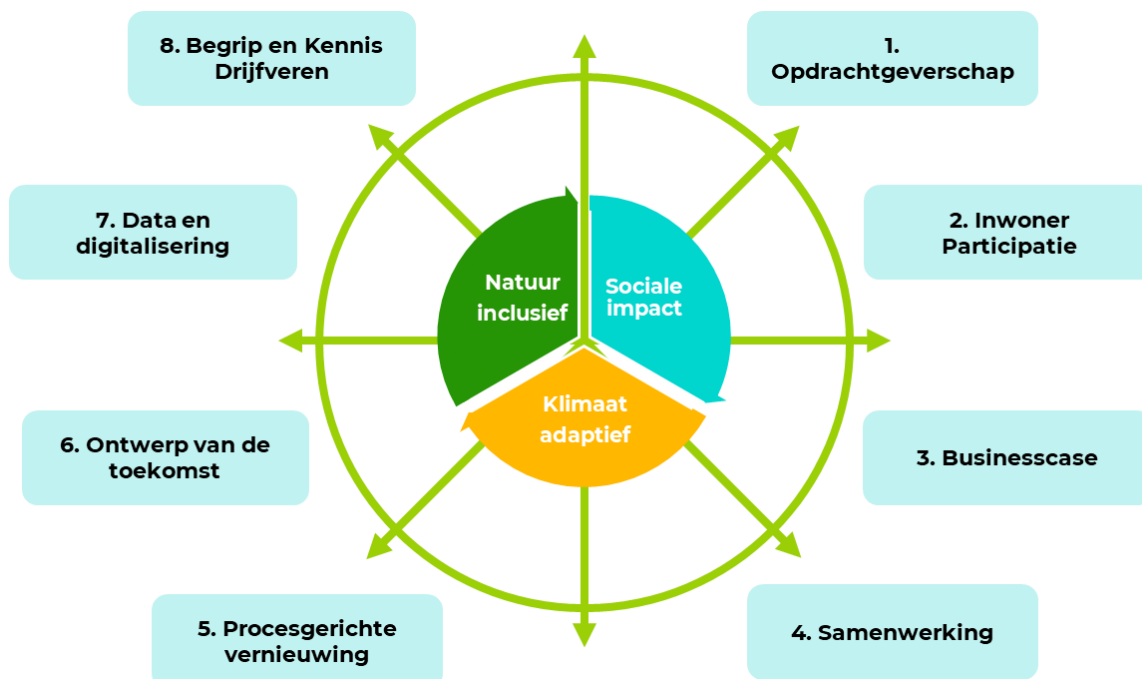 8. Begrip en Kennis
Drijfveren
1.
Opdrachtgeverschap
7. Data en
digitalisering
2. Inwoner
Participatie
Natuur
inclusief
Sociale
impact
Klimaat
adaptief
6. Ontwerp van de
toekomst
3. Businesscase
5. Procesgerichte
vernieuwing
4. Samenwerking